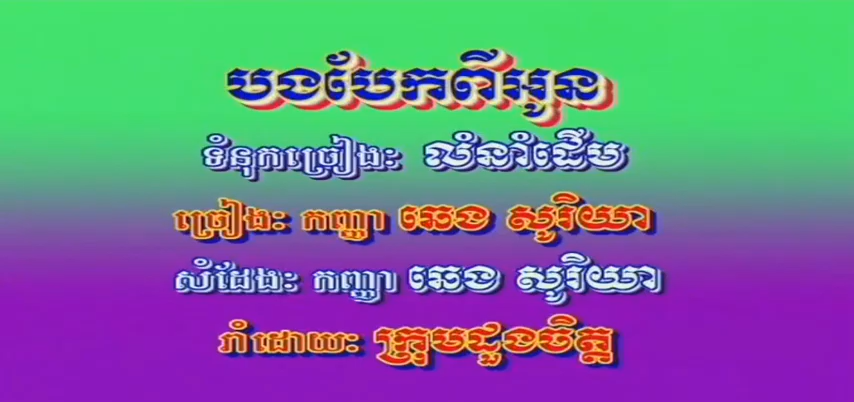 បងបែកពីអូន
ទំនុកច្រៀង: លំនាំដើម
ច្រៀង: កញ្ញា ឆេង សូរិយា
សំដែង: កញ្ញា ឆេង សូរិយា
រាំដោយ: ក្រុមដួងចិត្ត